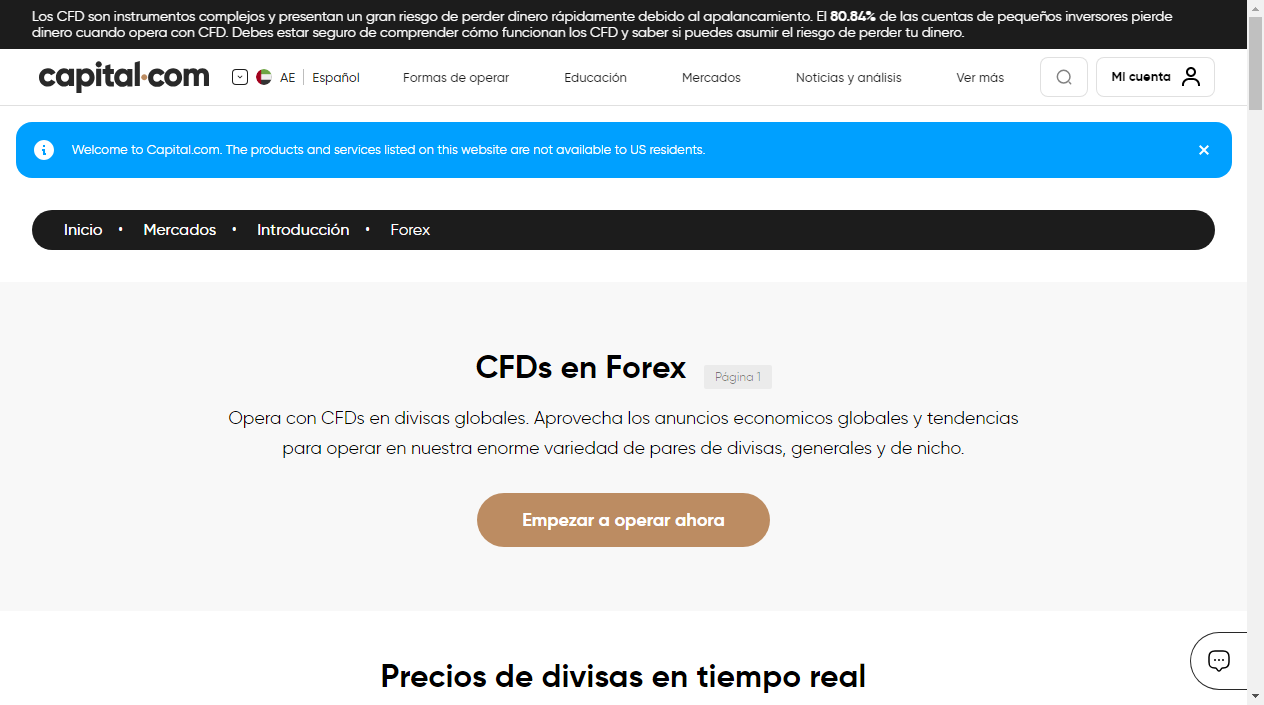 Los CFD son instrumentos complejos y presentan un gran riesgo de perder dinero rápidamente debido al apalancamiento. El 80.84% de las cuentas de pequeños inversores pierde
dinero cuando opera con CFD. Debes estar seguro de comprender cómo funcionan los CFD y saber si puedes asumir el riesgo de perder tu dinero.
capital.com AE Español Formas de operar Educación Mercados Noticias y análisis Ver más Mi cuenta
Welcome to Capital.com. The products and services listed on this website are not available to US residents.
Inicio • Mercados • Introducción • Forex
CFDs en Forex Página 1
Opera con CFDs en divisas globales. Aprovecha los anuncios economicos globales y tendencias
para operar en nuestra enorme variedad de pares de divisas, generales y de nicho.
Empezar a operar ahora
Precios de divisas en tiempo real